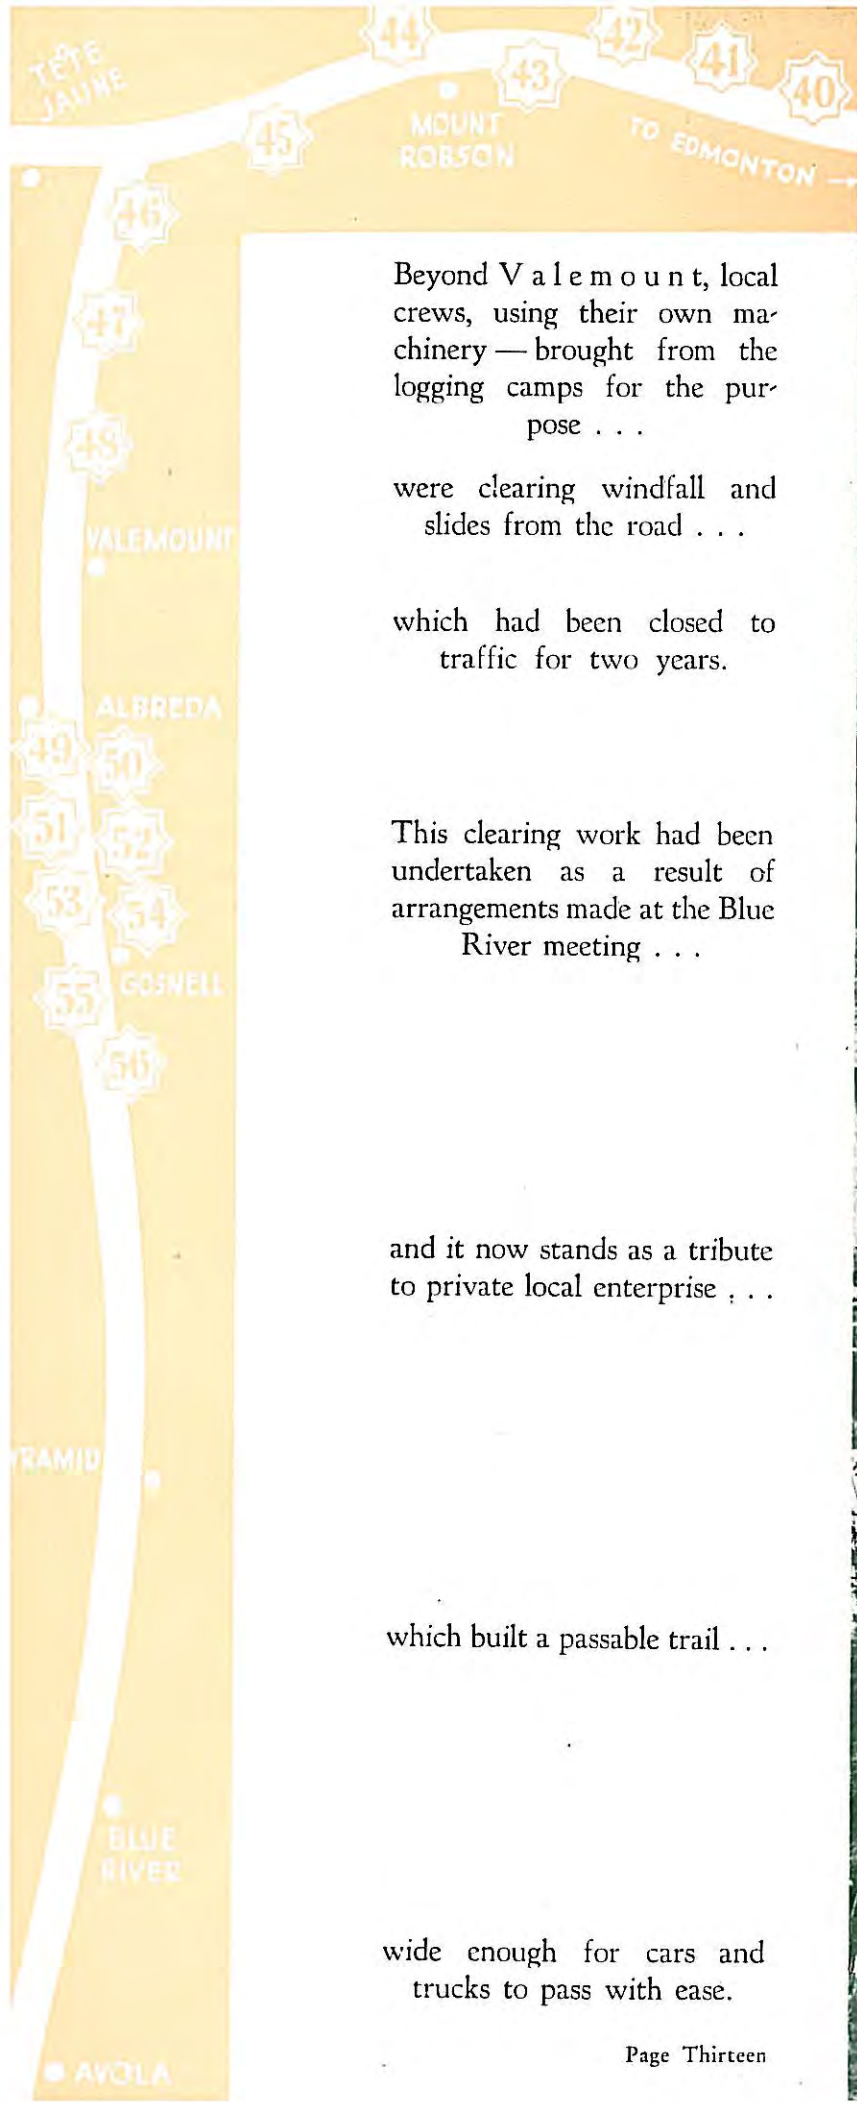 TÊTE
JAUNE
44
42
41
40
43
45
MOUNT
ROBSON
TO EDMONTON →
46
47
48
VALEMOUNT
ALBREDA
49
50
51
52
53
54
GOSNELL
55
56
YRAMID
BLUE
RIVER
AVOLA
Beyond V a l e m o u n t, local
crews, using their own ma-
chinery — brought from the
logging camps for the pur-
pose . . .
were clearing windfall and
slides from the road . . .
which had been closed to
traffic for two years.
This clearing work had been
undertaken as a result of
arrangements made at the Blue
River meeting . . .
and it now stands as a tribute
to private local enterprise . . .
which built a passable trail . . .
wide enough for cars and
trucks to pass with ease.
Page Thirteen